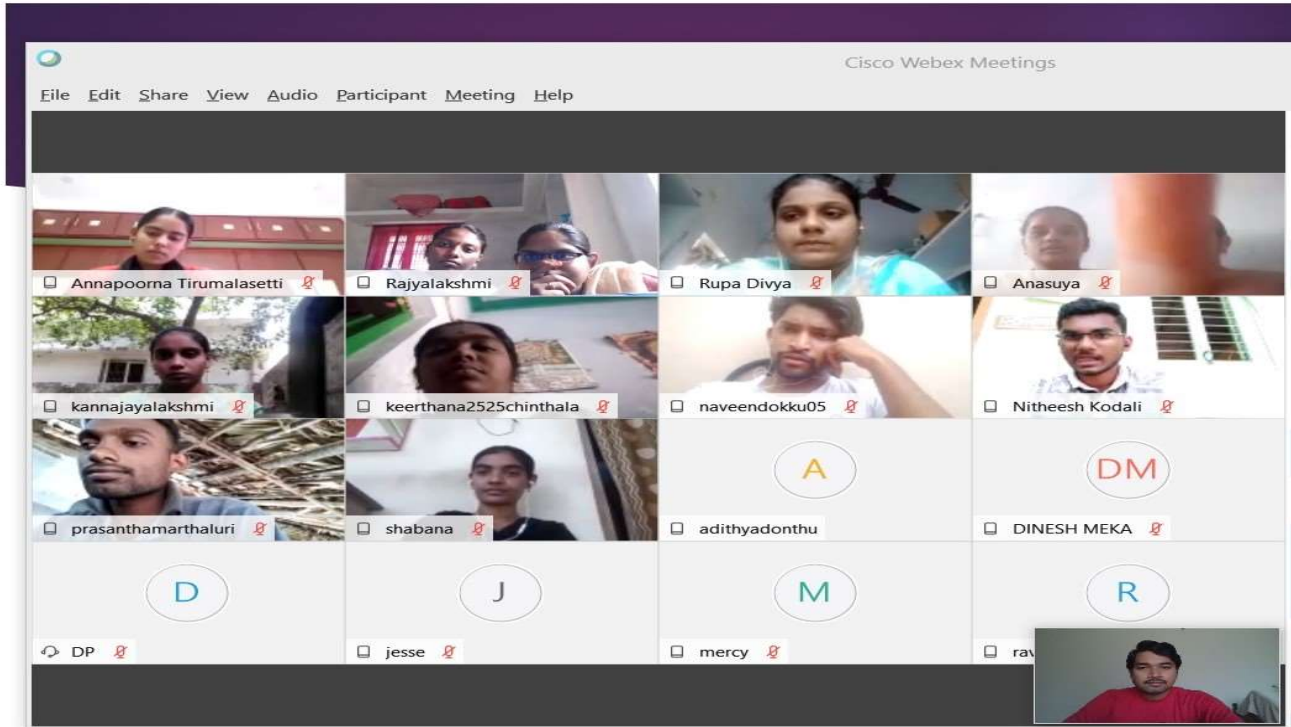 Cisco Webex Meetings
File Edit Share View Audio Participant Meeting Help
Annapoorna Tirumalasetti
Rajyalakshmi
Rupa Divya
Anasuya
kannajayalakshmi
keerthana2525chinthala
naveendokku05
Nitheesh Kodali
A
DM
prasanthamarthaluri
shabana
adithyadonthu
DINESH MEKA
D
J
M
R
DP
jesse
mercy